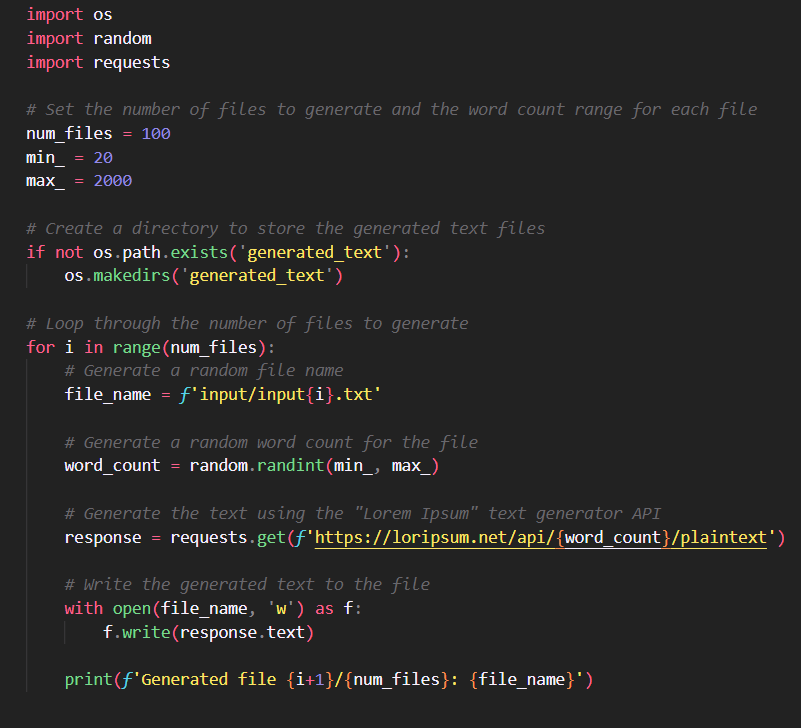 import os
import random
import requests

# Set the number of files to generate and the word count range for each file
num_files = 100
min_ = 20
max_ = 2000

# Create a directory to store the generated text files
if not os.path.exists('generated_text'):
    os.makedirs('generated_text')

# Loop through the number of files to generate
for i in range(num_files):
    # Generate a random file name
    file_name = f'input/input{i}.txt'

    # Generate a random word count for the file
    word_count = random.randint(min_, max_)

    # Generate the text using the "Lorem Ipsum" text generator API
    response = requests.get(f'https://loripsum.net/api/{word_count}/plaintext')

    # Write the generated text to the file
    with open(file_name, 'w') as f:
        f.write(response.text)

    print(f'Generated file {i+1}/{num_files}: {file_name}')